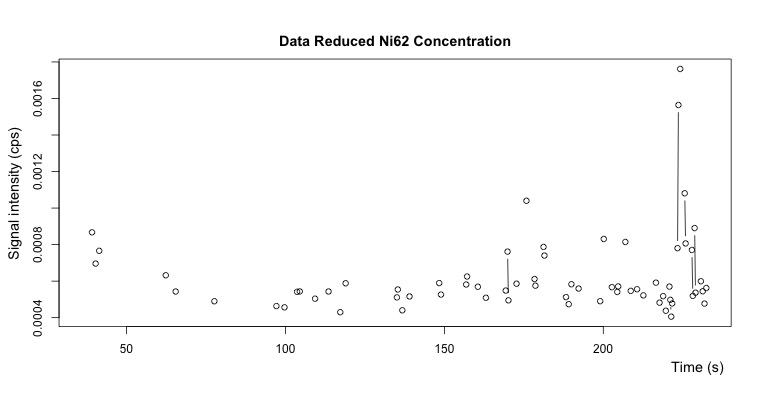 Data Reduced Ni62 Concentration
Signal intensity (cps)
0.0016
0.0012
0.0008
0.0004
50 100 150 200
Time (s)